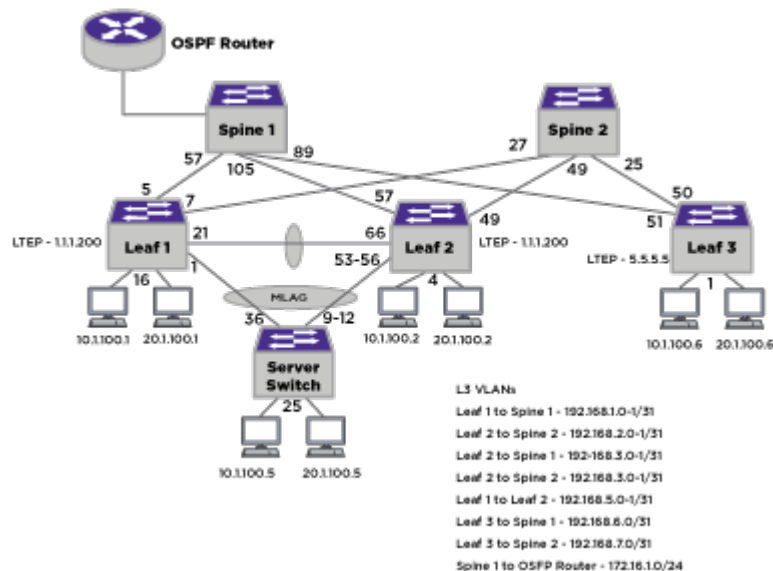 OSPF Router
Spine 1
Spine 2
57
105
89
27
49
25
5
7
57
49
50
51
LTEP - 1.1.1.200
Leaf 1
21
66
Leaf 2
LTEP - 1.1.1.200
Leaf 3
LTEP - 5.5.5.5
16
1
53-56
4
1
MLAG
36
9-12
10.1.100.1
20.1.100.1
10.1.100.2
20.1.100.2
10.1.100.6
20.1.100.6
Server
Switch
25
10.1.100.5
20.1.100.5
L3 VLANs
Leaf 1 to Spine 1 - 192.168.1.0-1/31
Leaf 2 to Spine 2 - 192.168.2.0-1/31
Leaf 2 to Spine 1 - 192-168.3.0-1/31
Leaf 2 to Spine 2 - 192.168.3.0-1/31
Leaf 1 to Leaf 2 - 192.168.5.0-1/31
Leaf 3 to Spine 1 - 192.168.6.0/31
Leaf 3 to Spine 2 - 192.168.7.0/31
Spine 1 to OSFP Router - 172.16.1.0/24